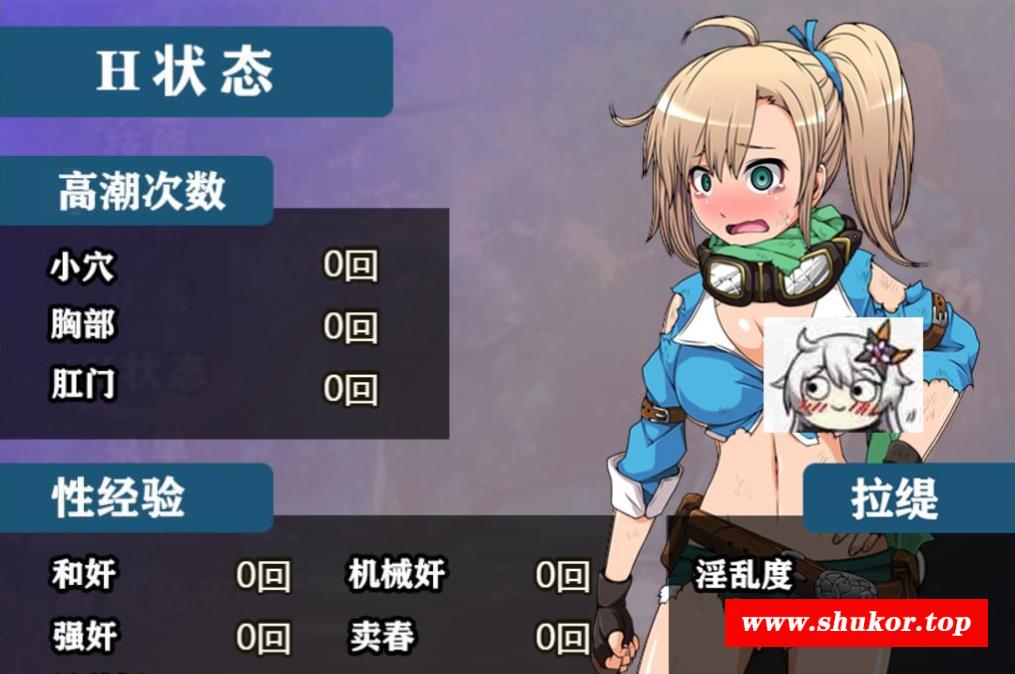 H状态
高潮次数
小穴 0回
胸部 0回
肛门 0回
性经验
拉缇
和奸 0回 机械奸 0回 淫乱度
强奸 0回 卖春 0回
www.shukor.top